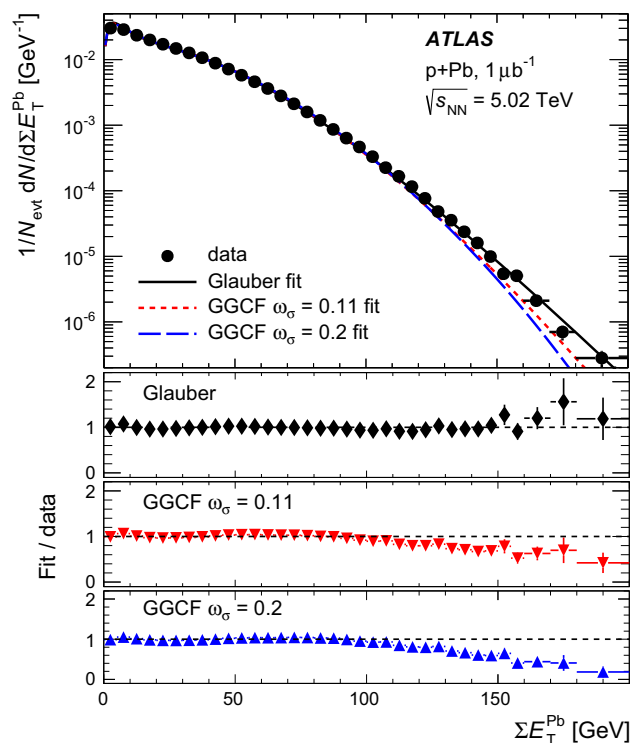 ATLAS
p+Pb, 1 μb⁻¹
√s_NN = 5.02 TeV
1/N_evt dN/dΣE_T^Pb [GeV⁻¹]
10⁻²
10⁻³
10⁻⁴
10⁻⁵
10⁻⁶
data
Glauber fit
GGCF ω_σ = 0.11 fit
GGCF ω_σ = 0.2 fit
Fit / data
2
1
0
Glauber
2
1
0
GGCF ω_σ = 0.11
2
1
0
GGCF ω_σ = 0.2
0 50 100 150
ΣE_T^Pb [GeV]